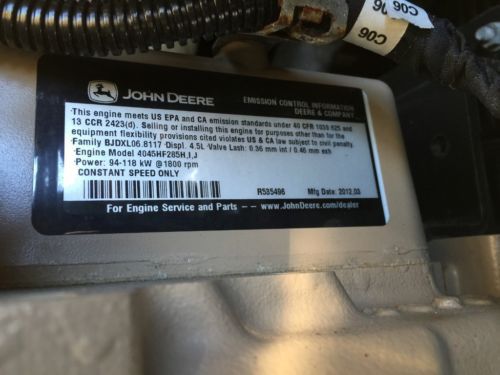 C06
C06
JOHN DEERE
EMISSION CONTROL INFORMATION
DEERE & COMPANY
This engine meets US EPA and CA emission standards under 40 CFR 1039.625 and
13 CCR 2423(d). Selling or installing this engine for purposes other than for the
equipment flexibility provisions cited violates US & CA law subject to civil penalty.
Family BJDXL06.8117 Displ. 4.5L Valve Lash: 0.36 mm int / 0.46 mm exh
Engine Model 4045HF285H,I,J
Power: 94-118 kW @ 1800 rpm
CONSTANT SPEED ONLY
R535496
Mfg Date: 2012.03
For Engine Service and Parts -- www.JohnDeere.com/dealer